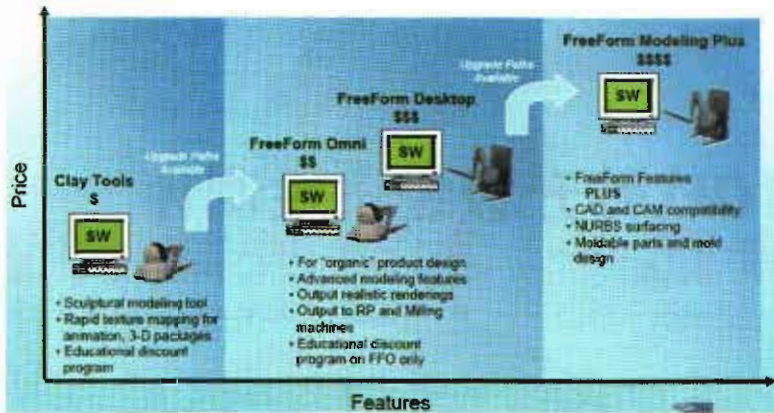 Price
Clay Tools
$
SW
• Sculptural modeling tool
• Rapid texture mapping for
animation, 3-D packages
• Educational discount
program
Upgrade Paths
Available
FreeForm Omni
$$
SW
FreeForm Desktop
$$$
SW
• For "organic" product design
• Advanced modeling features
• Output realistic renderings
• Output to RP and Milling
machines
• Educational discount
program on FFO only
Upgrade Paths
Available
FreeForm Modeling Plus
$$$$
SW
• FreeForm Features
PLUS
• CAD and CAM compatibility
• NURBS surfacing
• Moldable parts and mold
design
Features